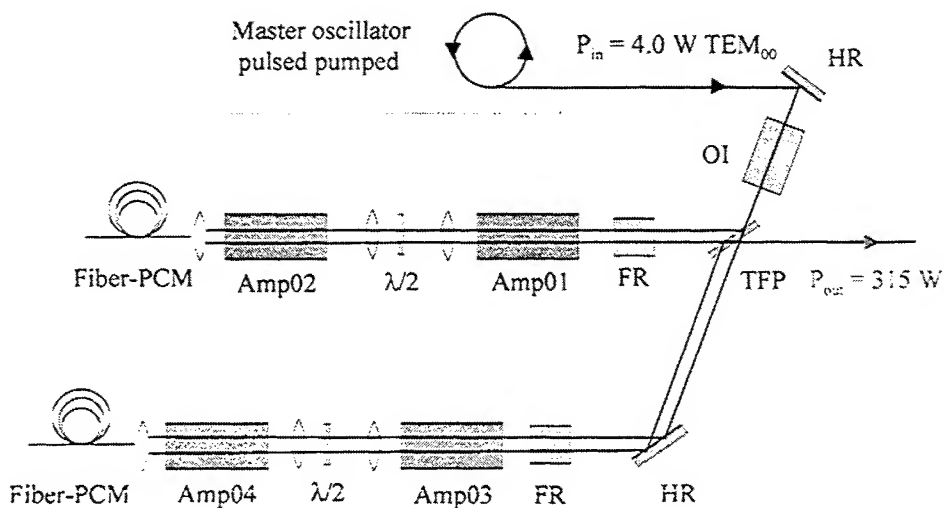 Master oscillator
pulsed pumped
P_in = 4.0 W TEM_00
HR
OI
Fiber-PCM
Amp02
λ/2
Amp01
FR
TFP
P_out = 315 W
Fiber-PCM
Amp04
λ/2
Amp03
FR
HR